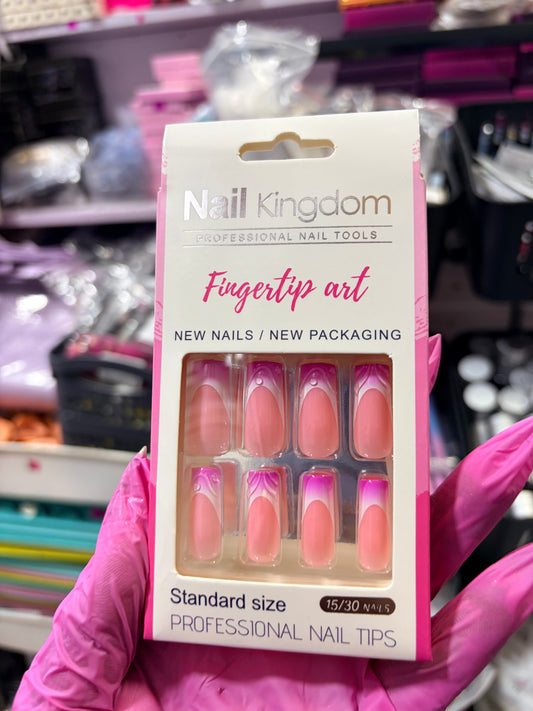 Nail Kingdom
PROFESSIONAL NAIL TOOLS
Fingertip art
NEW NAILS / NEW PACKAGING
Standard size
15/30 NAILS
PROFESSIONAL NAIL TIPS